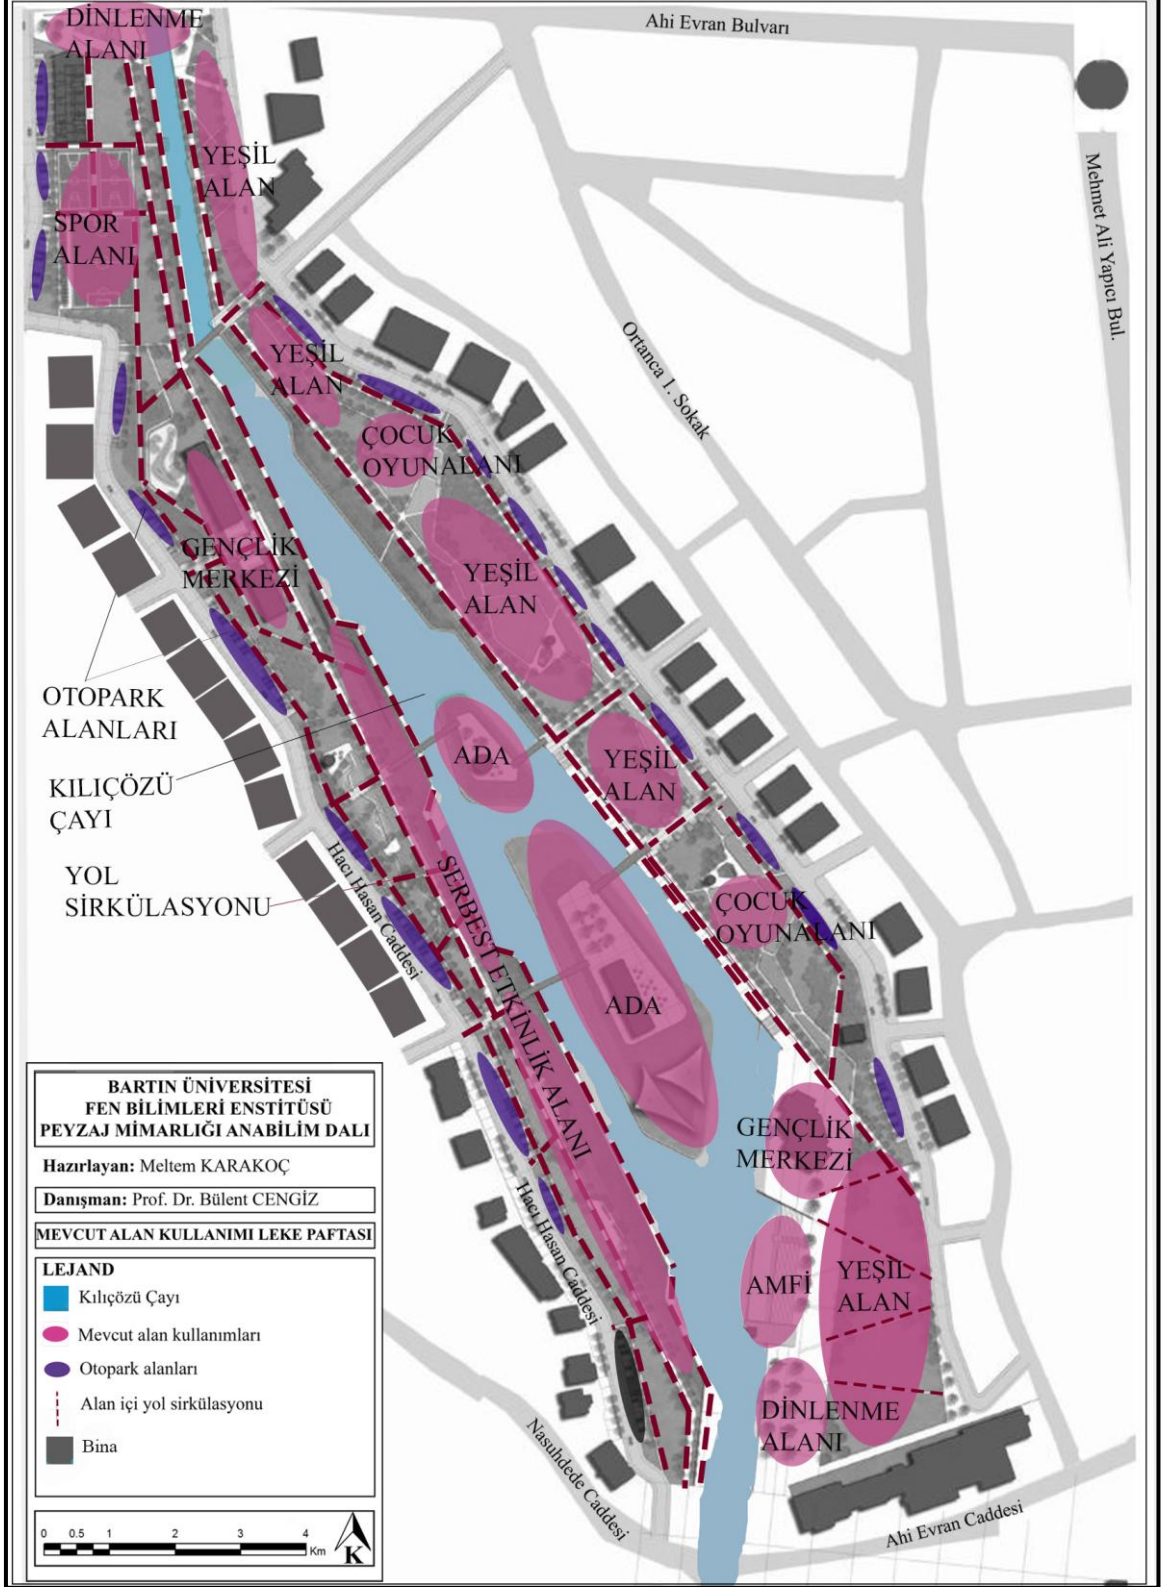 DİNLENME
ALANI
Ahi Evran Bulvarı
YEŞİL
ALAN
Mehmet Ali Yapıcı Bul.
SPOR
ALANI
Ortanca 1. Sokak
YEŞİL
ALAN
ÇOCUK
OYUNALANI
GENÇLİK
MERKEZİ
YEŞİL
ALAN
OTOPARK
ALANLARI
ADA
YEŞİL
ALAN
KILIÇÖZÜ
ÇAYI
Hacı Hasan Caddesi
YOL
SİRKÜLASYONU
SERBEST ETKİNLİK ALANI
ÇOCUK
OYUNALANI
ADA
GENÇLİK
MERKEZİ
Hacı Hasan Caddesi
AMFİ
YEŞİL
ALAN
DİNLENME
ALANI
Nasuhdede Caddesi
Ahi Evran Caddesi
BARTIN ÜNİVERSİTESİ
FEN BİLİMLERİ ENSTİTÜSÜ
PEYZAJ MİMARLIĞI ANABİLİM DALI
Hazırlayan: Meltem KARAKOÇ
Danışman: Prof. Dr. Bülent CENGİZ
MEVCUT ALAN KULLANIMI LEKE PAFTASI
LEJAND
Kılıçözü Çayı
Mevcut alan kullanımları
Otopark alanları
Alan içi yol sirkülasyonu
Bina
0 0.5 1 2 3 4
Km
K